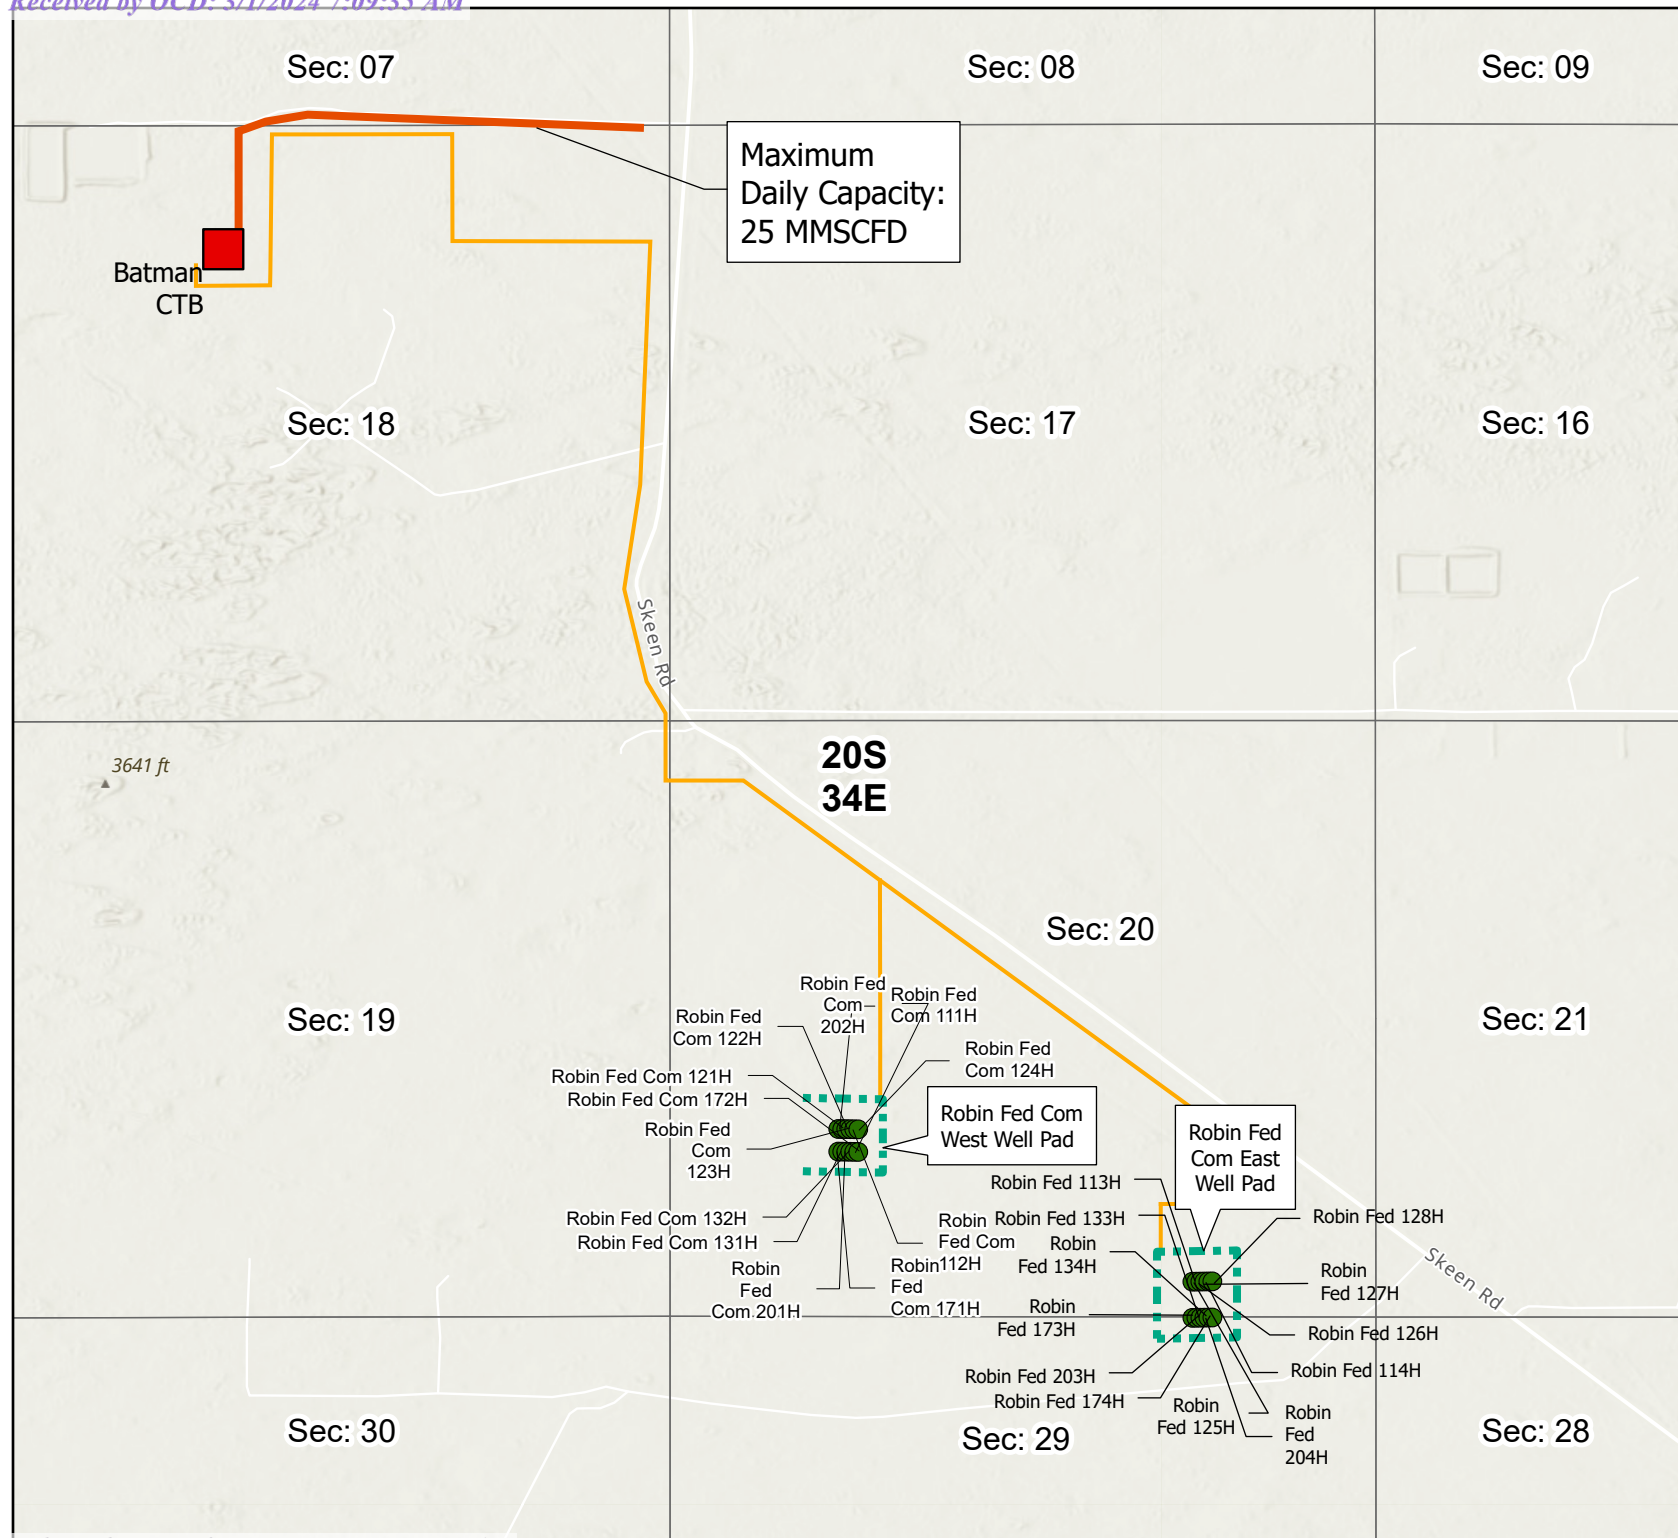 Received by OCD: 3/1/2024 7:09:55 AM
Sec: 07
Sec: 08
Sec: 09
Maximum
Daily Capacity:
25 MMSCFD
Batman
CTB
Sec: 18
Sec: 17
Sec: 16
Skeen Rd
3641 ft
20S
34E
Sec: 19
Sec: 20
Sec: 21
Robin Fed
Com
202H
Robin Fed
Com 111H
Robin Fed
Com 122H
Robin Fed
Com 124H
Robin Fed Com 121H
Robin Fed Com 172H
Robin Fed
Com
123H
Robin Fed Com
West Well Pad
Robin Fed
Com East
Well Pad
Robin Fed Com 132H
Robin Fed Com 131H
Robin
Fed
Com 201H
Robin
Fed Com
112H
Robin
Fed
Com 171H
Robin Fed 113H
Robin Fed 133H
Robin
Fed 134H
Robin Fed 128H
Robin
Fed 127H
Robin
Fed 173H
Robin Fed 126H
Robin Fed 203H
Robin Fed 114H
Robin Fed 174H
Robin
Fed 125H
Robin
Fed
204H
Skeen Rd
Sec: 30
Sec: 29
Sec: 28